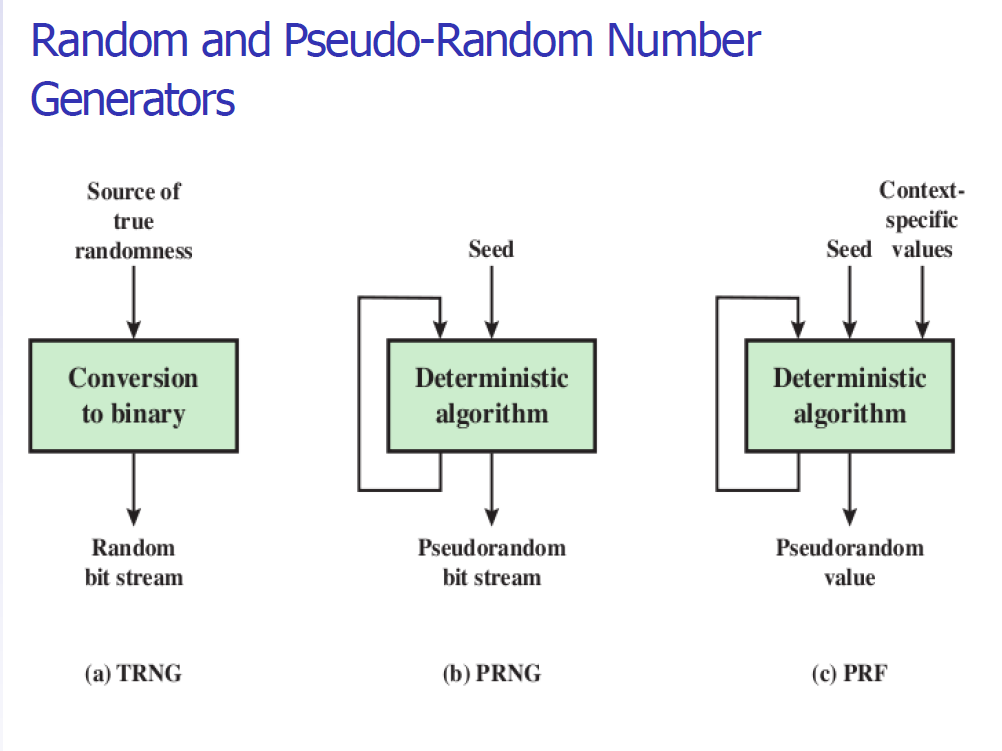 Random and Pseudo-Random Number
Generators
Source of
true
randomness
Conversion
to binary
Random
bit stream
(a) TRNG
Seed
Deterministic
algorithm
Pseudorandom
bit stream
(b) PRNG
Context-
specific
values
Seed
Deterministic
algorithm
Pseudorandom
value
(c) PRF